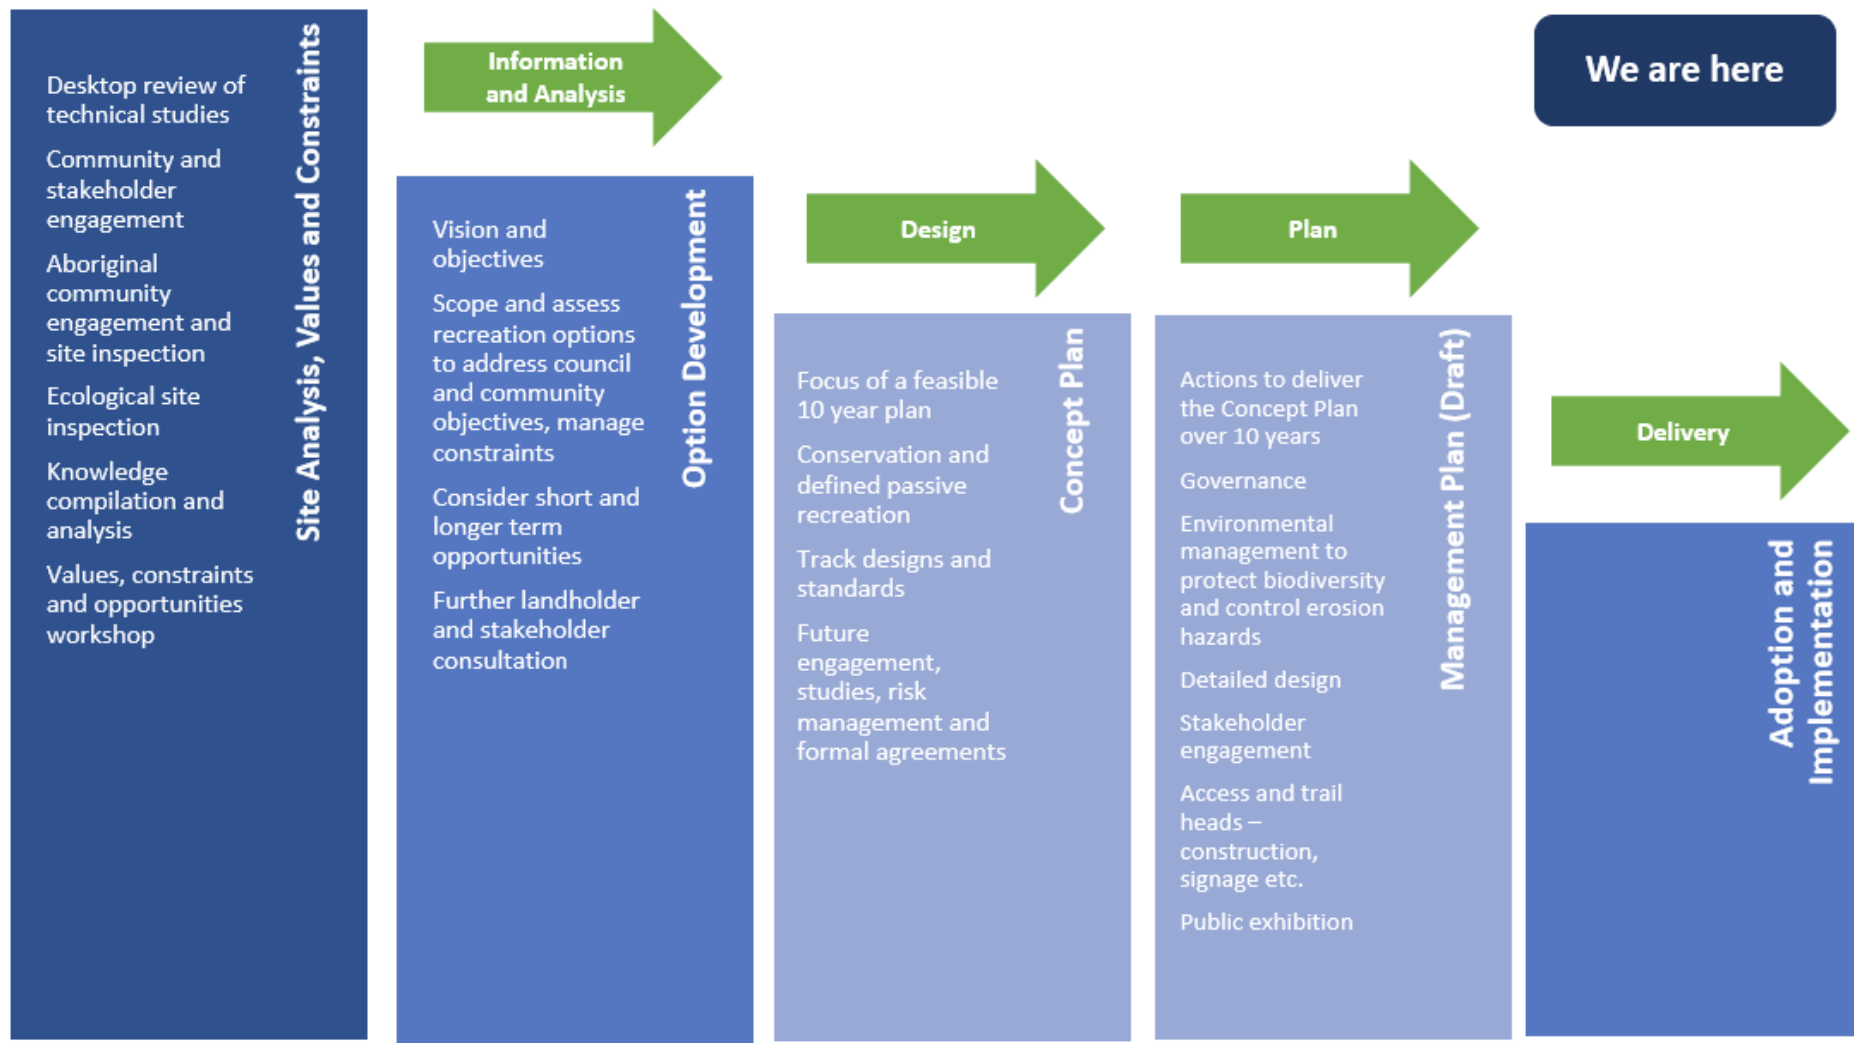 Desktop review of
technical studies
Community and
stakeholder
engagement
Aboriginal
community
engagement and
site inspection
Ecological site
inspection
Knowledge
compilation and
analysis
Values, constraints
and opportunities
workshop
Site Analysis, Values and Constraints
Information
and Analysis
Vision and
objectives
Scope and assess
recreation options
to address council
and community
objectives, manage
constraints
Consider short and
longer term
opportunities
Further landholder
and stakeholder
consultation
Option Development
Design
Focus of a feasible
10 year plan
Conservation and
defined passive
recreation
Track designs and
standards
Future
engagement,
studies, risk
management and
formal agreements
Concept Plan
Plan
Actions to deliver
the Concept Plan
over 10 years
Governance
Environmental
management to
protect biodiversity
and control erosion
hazards
Detailed design
Stakeholder
engagement
Access and trail
heads –
construction,
signage etc.
Public exhibition
Management Plan (Draft)
We are here
Delivery
Adoption and
Implementation